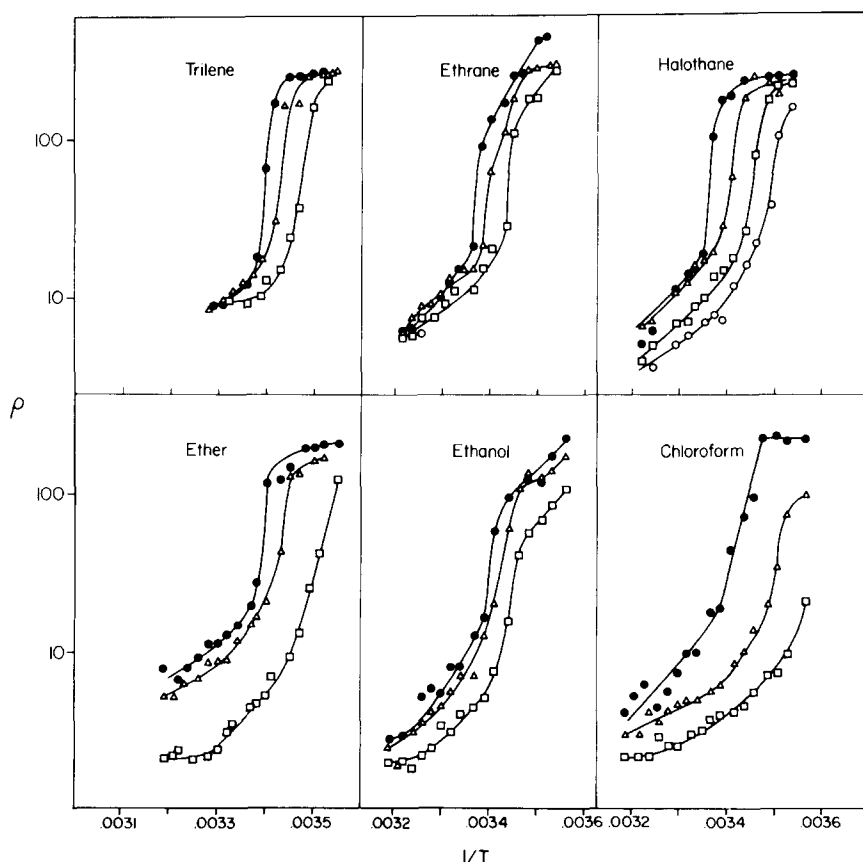 Trilene Ethrane Halothane
100
10
ρ
Ether Ethanol Chloroform
100
10
.0031 .0033 .0035 .0032 .0034 .0036 .0032 .0034 .0036
1/T